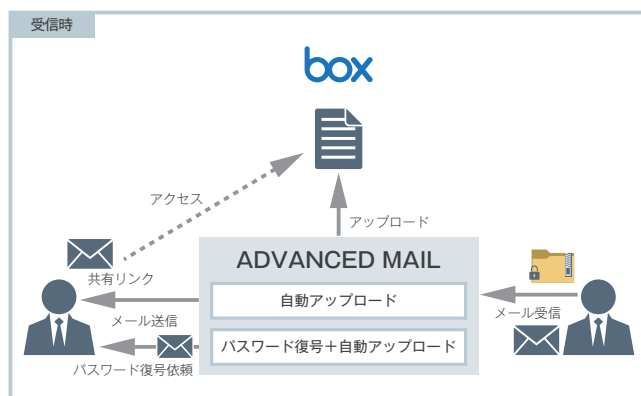 受信時
box
アクセス
アップロード
共有リンク
ADVANCED MAIL
自動アップロード
メール送信
メール受信
パスワード復号＋自動アップロード
パスワード復号依頼